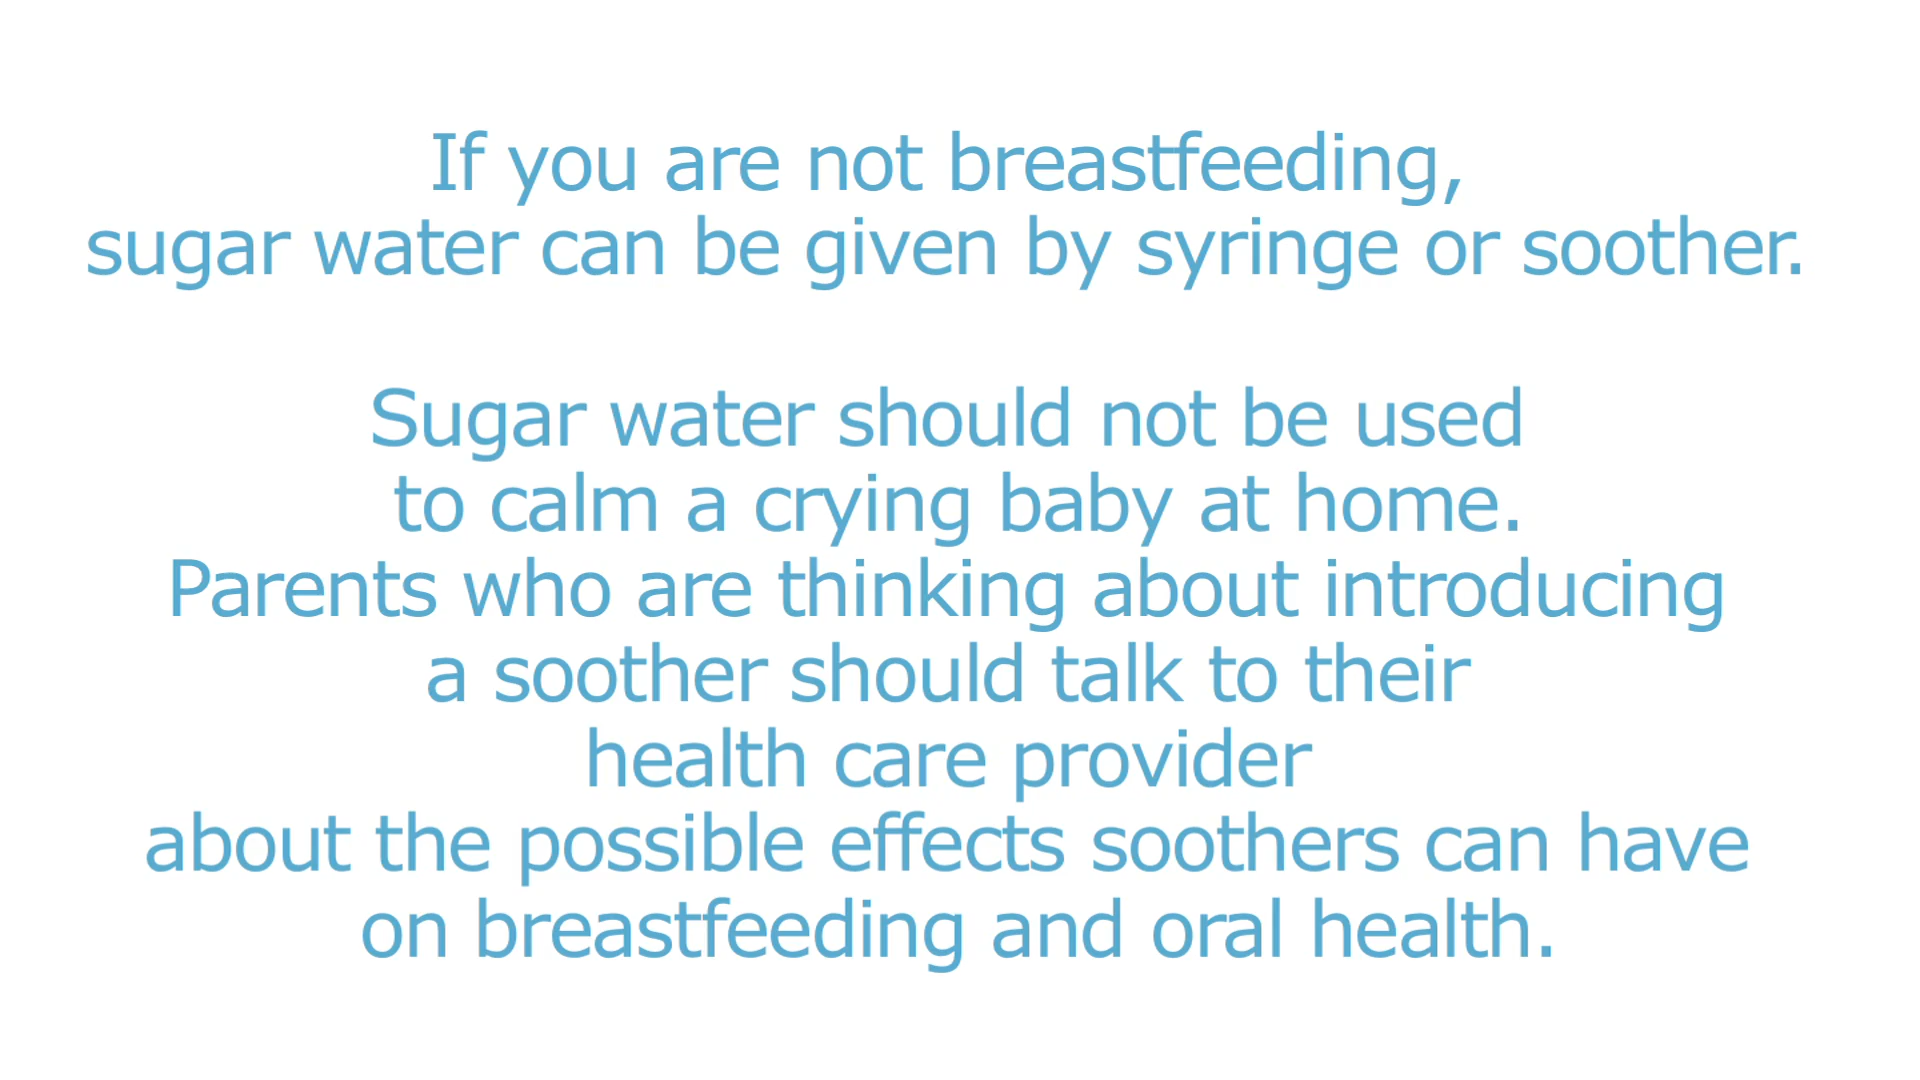 If you are not breastfeeding,
sugar water can be given by syringe or soother.
Sugar water should not be used
to calm a crying baby at home.
Parents who are thinking about introducing
a soother should talk to their
health care provider
about the possible effects soothers can have
on breastfeeding and oral health.